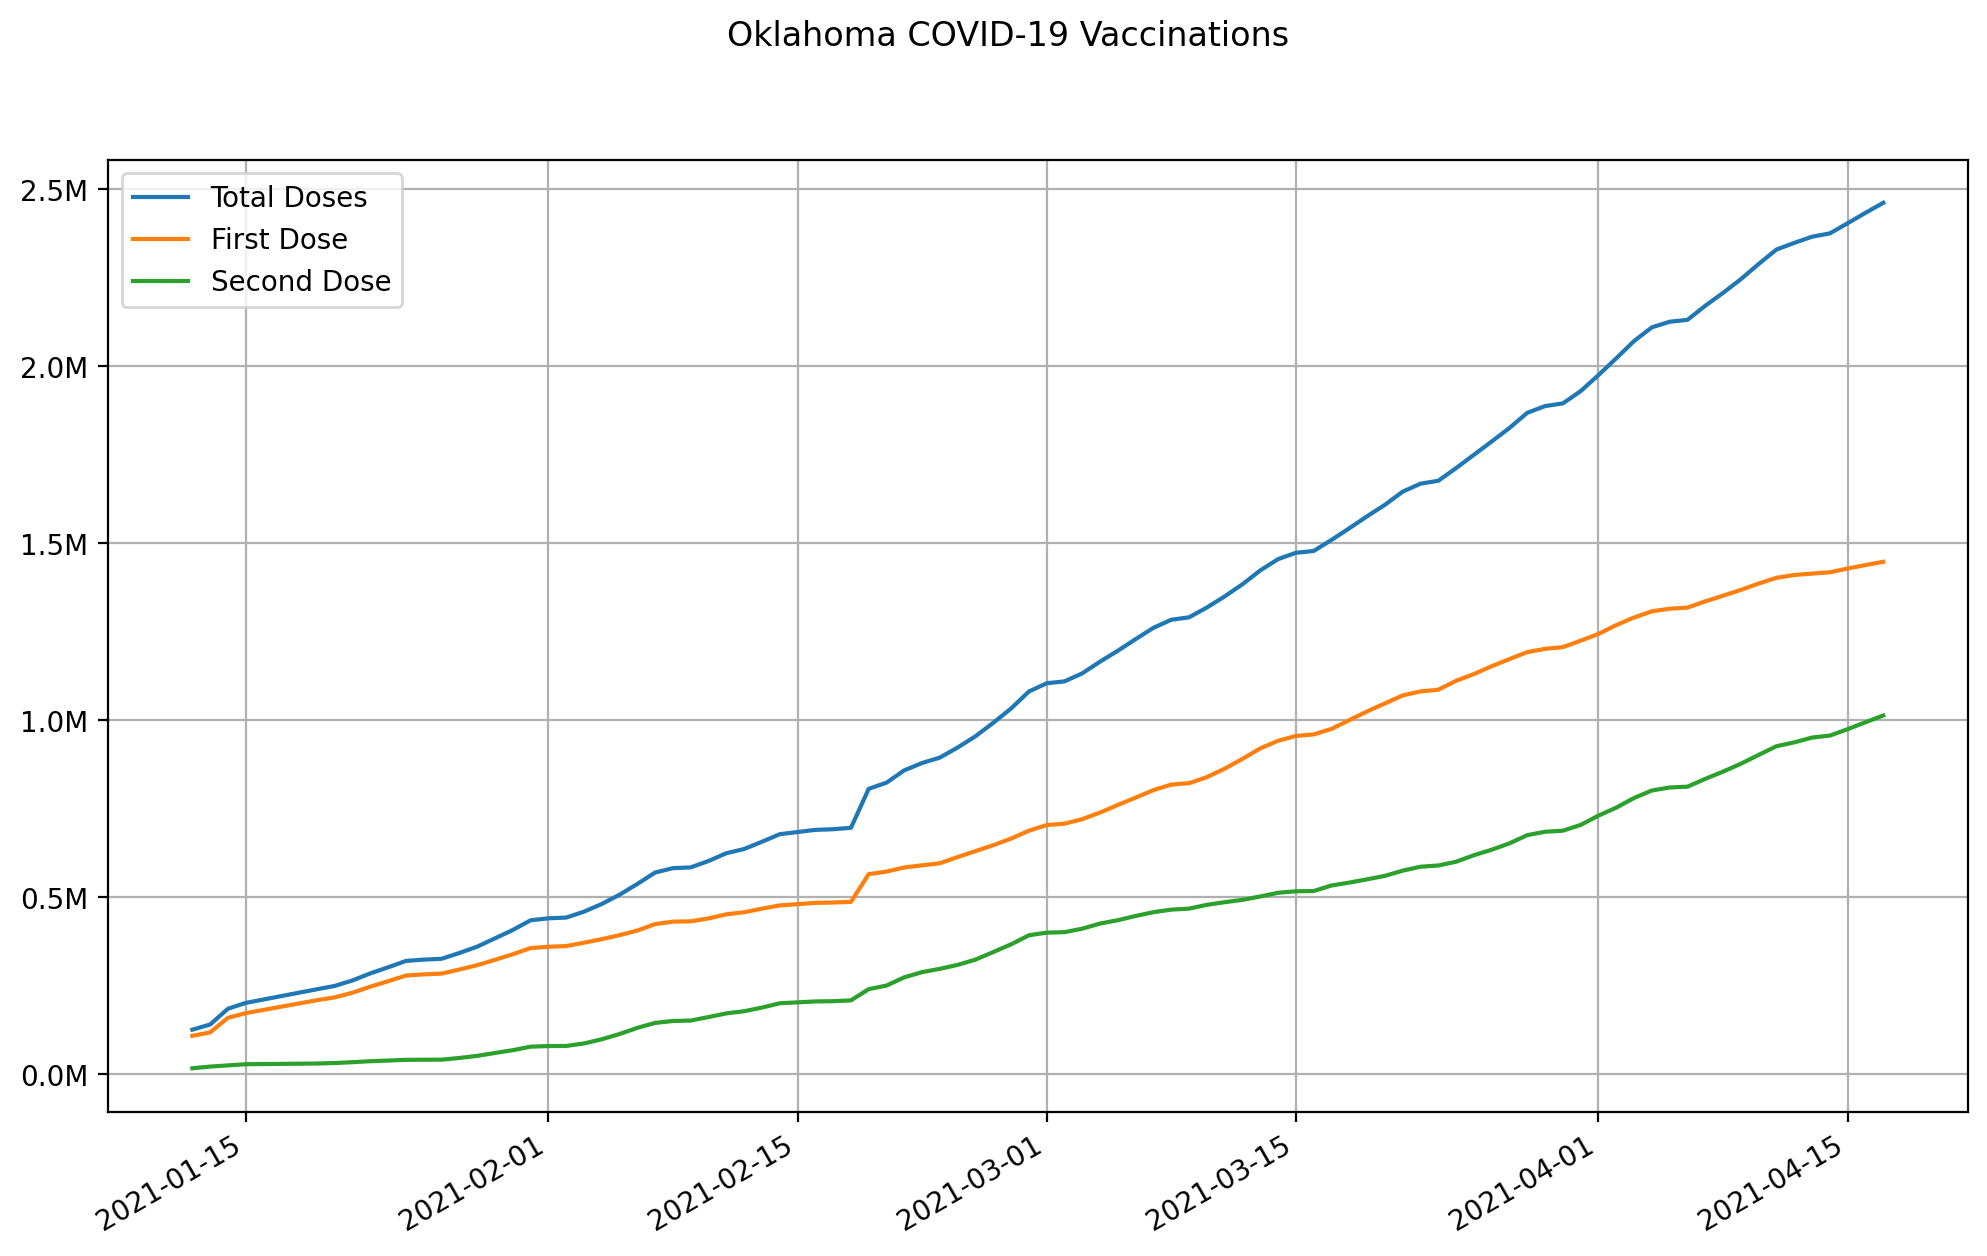 Oklahoma COVID-19 Vaccinations
2.5M
2.0M
1.5M
1.0M
0.5M
0.0M
Total Doses
First Dose
Second Dose
2021-01-15
2021-02-01
2021-02-15
2021-03-01
2021-03-15
2021-04-01
2021-04-15